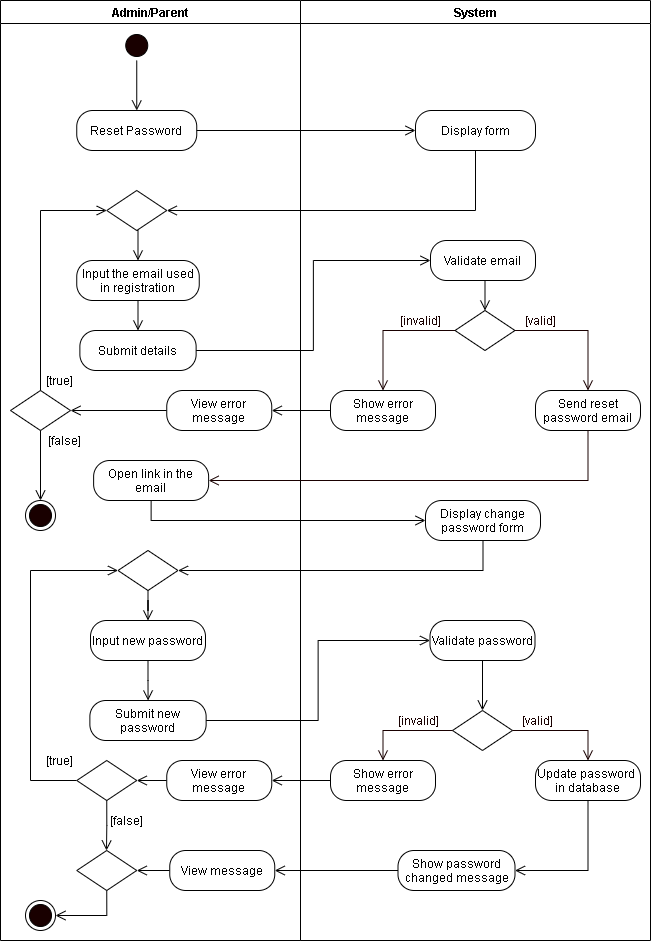 Admin/Parent
System
Reset Password
Display form
Input the email used
in registration
Validate email
[invalid]
[valid]
Submit details
[true]
View error
message
Show error
message
Send reset
password email
[false]
Open link in the
email
Display change
password form
Input new password
Validate password
Submit new
password
[invalid]
[valid]
[true]
View error
message
Show error
message
Update password
in database
[false]
View message
Show password
changed message